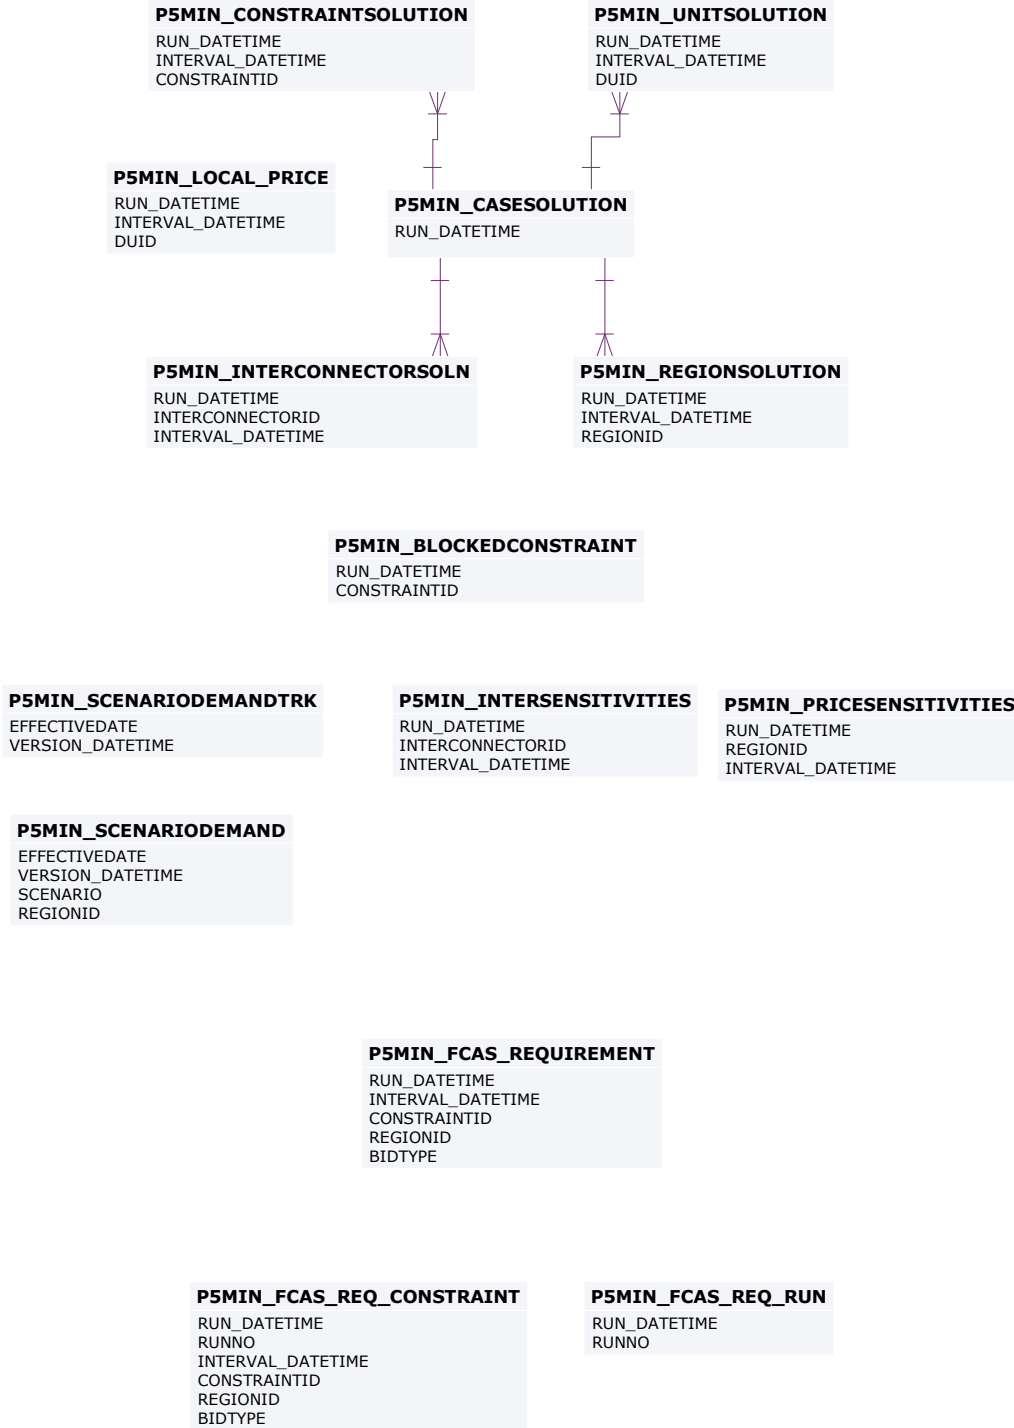 P5MIN_CONSTRAINTSOLUTION
RUN_DATETIME
INTERVAL_DATETIME
CONSTRAINTID
P5MIN_UNITSOLUTION
RUN_DATETIME
INTERVAL_DATETIME
DUID
P5MIN_LOCAL_PRICE
RUN_DATETIME
INTERVAL_DATETIME
DUID
P5MIN_CASESOLUTION
RUN_DATETIME
P5MIN_INTERCONNECTORSOLN
RUN_DATETIME
INTERCONNECTORID
INTERVAL_DATETIME
P5MIN_REGIONSOLUTION
RUN_DATETIME
INTERVAL_DATETIME
REGIONID
P5MIN_BLOCKEDCONSTRAINT
RUN_DATETIME
CONSTRAINTID
P5MIN_SCENARIODEMANDTRK
EFFECTIVEDATE
VERSION_DATETIME
P5MIN_INTERSENSITIVITIES
RUN_DATETIME
INTERCONNECTORID
INTERVAL_DATETIME
P5MIN_PRICESENSITIVITIES
RUN_DATETIME
REGIONID
INTERVAL_DATETIME
P5MIN_SCENARIODEMAND
EFFECTIVEDATE
VERSION_DATETIME
SCENARIO
REGIONID
P5MIN_FCAS_REQUIREMENT
RUN_DATETIME
INTERVAL_DATETIME
CONSTRAINTID
REGIONID
BIDTYPE
P5MIN_FCAS_REQ_CONSTRAINT
RUN_DATETIME
RUNNO
INTERVAL_DATETIME
CONSTRAINTID
REGIONID
BIDTYPE
P5MIN_FCAS_REQ_RUN
RUN_DATETIME
RUNNO